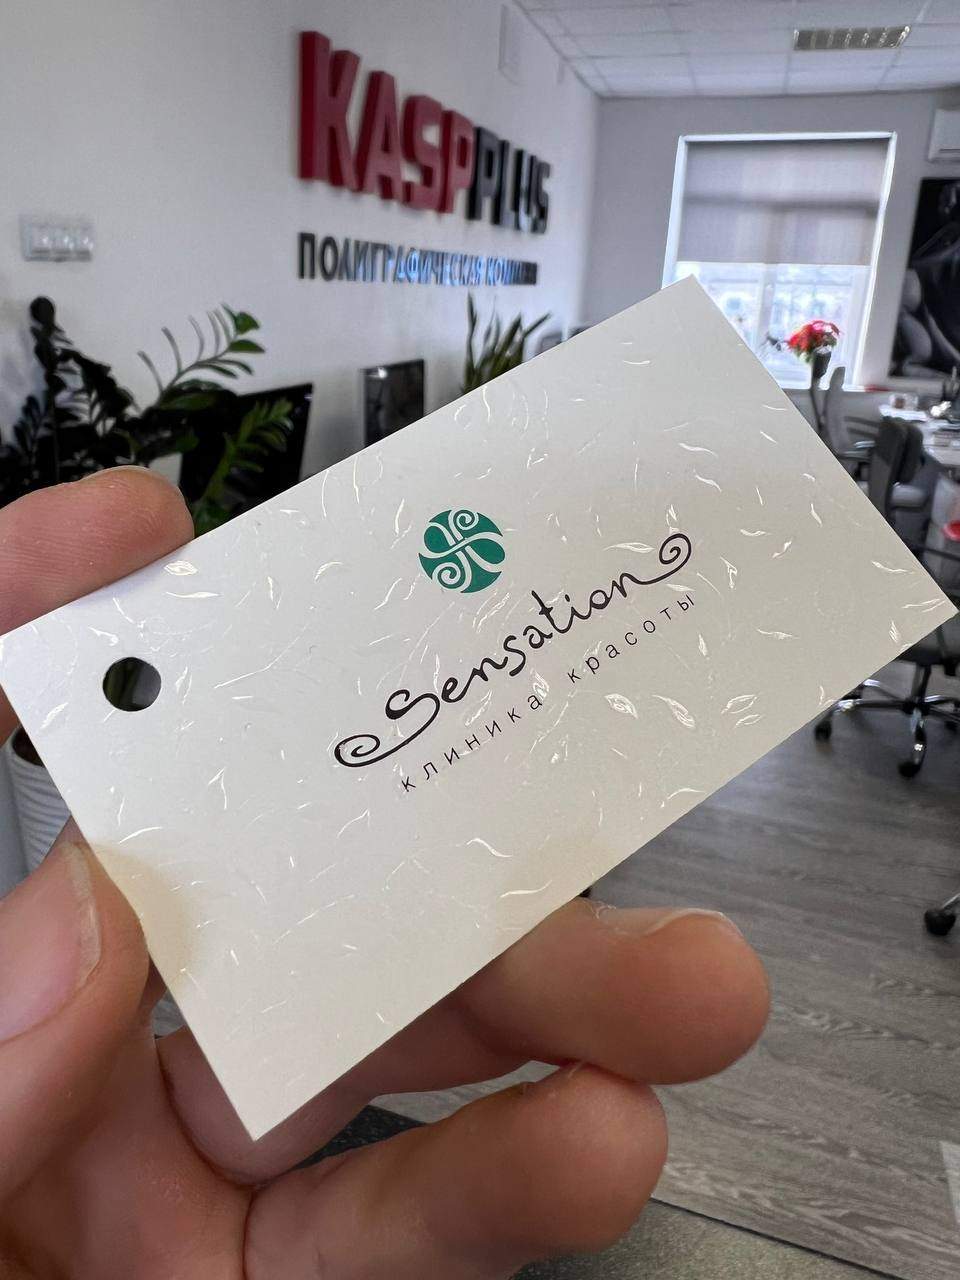 KASPPLUS
ПОЛИГРАФИЧЕСКАЯ КОМПАНИЯ
Sensation
клиника красоты